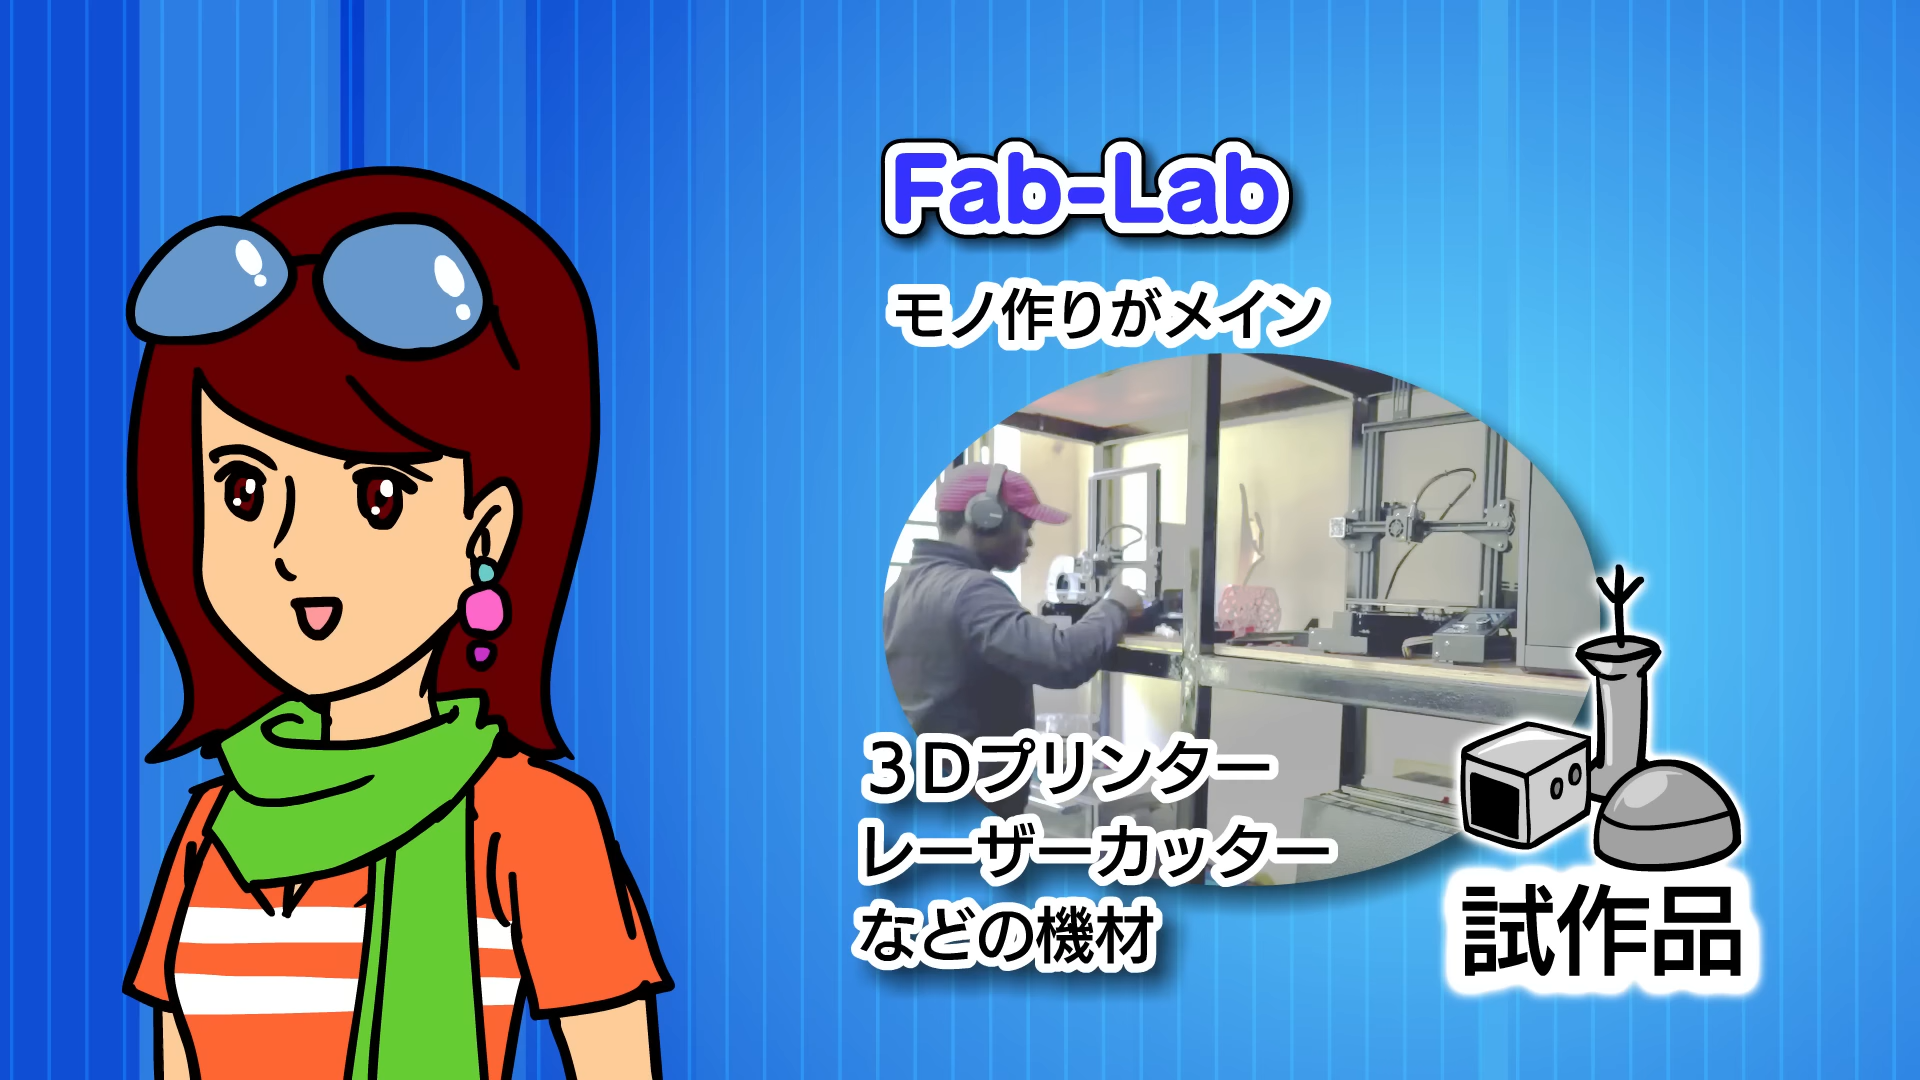 Fab-Lab
モノ作りがメイン
３Ｄプリンター
レーザーカッター
などの機材
試作品